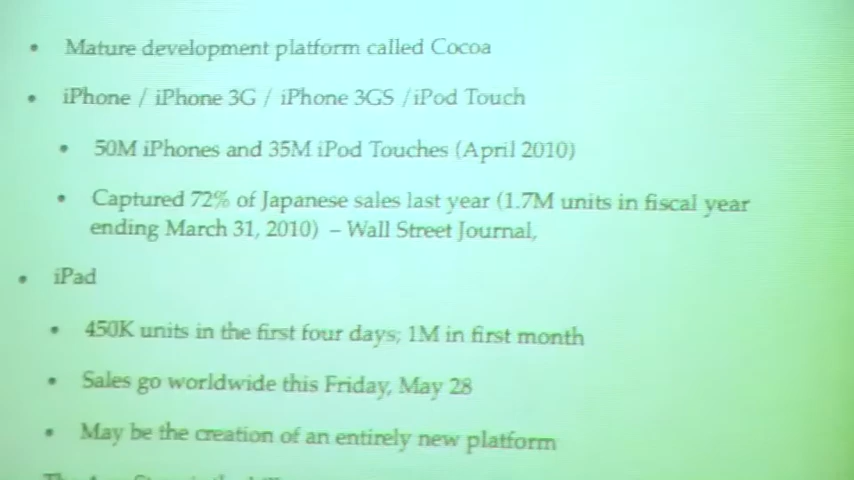 • Mature development platform called Cocoa
• iPhone / iPhone 3G / iPhone 3GS /iPod Touch
• 50M iPhones and 35M iPod Touches (April 2010)
• Captured 72% of Japanese sales last year (1.7M units in fiscal year
ending March 31, 2010) – Wall Street Journal,
• iPad
• 450K units in the first four days; 1M in first month
• Sales go worldwide this Friday, May 28
• May be the creation of an entirely new platform